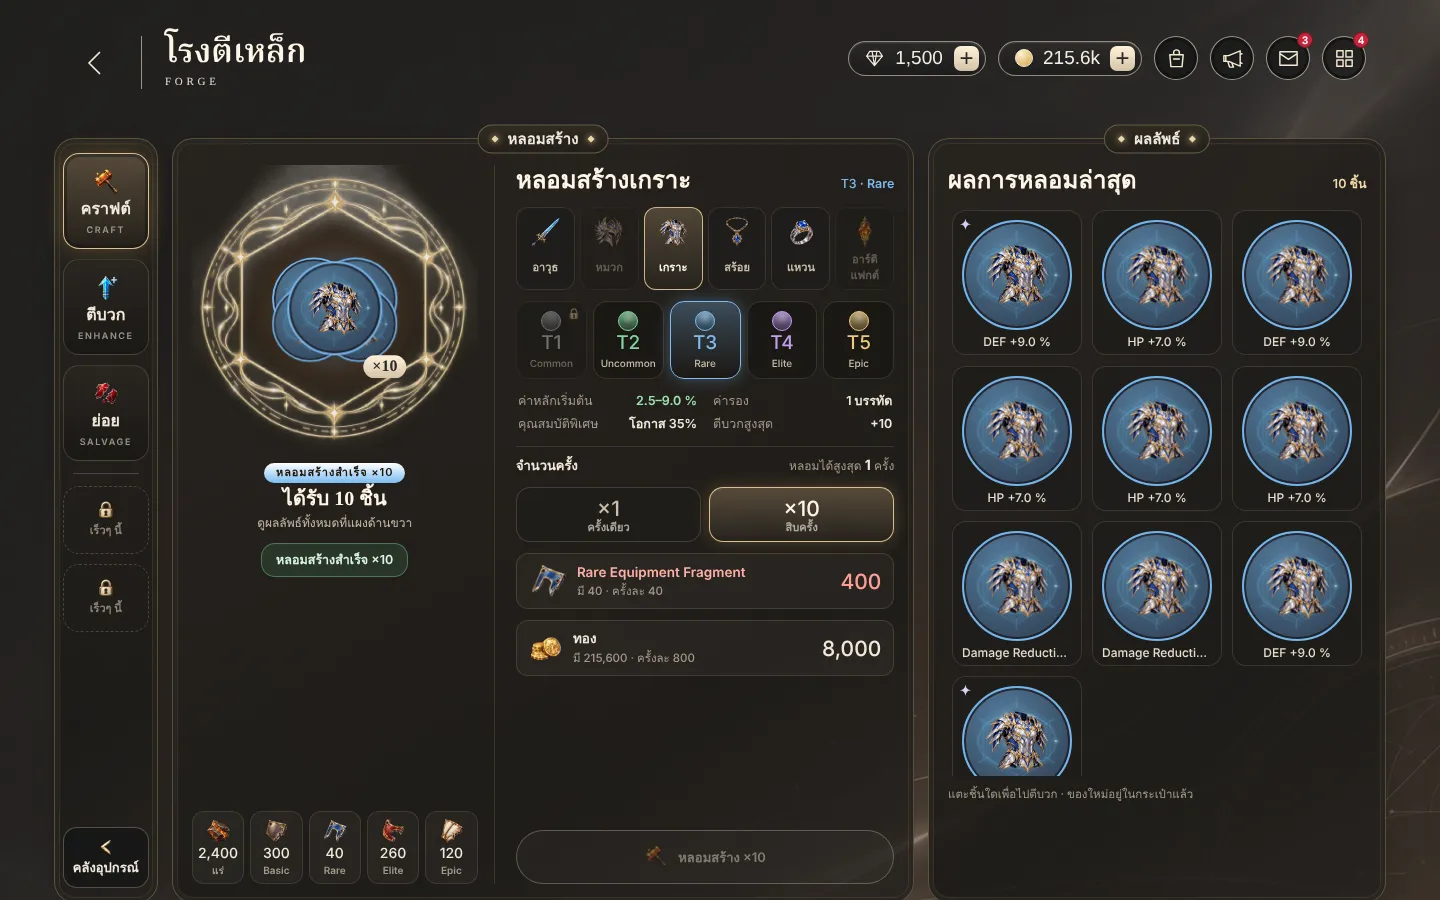 โรงตีเหล็ก
FORGE
1,500
215.6k
3
4
คราฟต์
CRAFT
ตีบวก
ENHANCE
ย่อย
SALVAGE
เร็วๆ นี้
เร็วๆ นี้
คลังอุปกรณ์
หลอมสร้าง
×10
หลอมสร้างสำเร็จ ×10
ได้รับ 10 ชิ้น
ดูผลลัพธ์ทั้งหมดที่แผงด้านขวา
หลอมสร้างสำเร็จ ×10
2,400
แร่
300
Basic
40
Rare
260
Elite
120
Epic
หลอมสร้างเกราะ
T3 · Rare
อาวุธ
หมวก
เกราะ
สร้อย
แหวน
อาร์ติ
แฟกต์
T1
Common
T2
Uncommon
T3
Rare
T4
Elite
T5
Epic
ค่าหลักเริ่มต้น 2.5–9.0 %
ค่ารอง 1 บรรทัด
คุณสมบัติพิเศษ โอกาส 35%
ตีบวกสูงสุด +10
จำนวนครั้ง
หลอมได้สูงสุด 1 ครั้ง
×1
ครั้งเดียว
×10
สิบครั้ง
Rare Equipment Fragment
มี 40 · ครั้งละ 40
400
ทอง
มี 215,600 · ครั้งละ 800
8,000
หลอมสร้าง ×10
ผลลัพธ์
ผลการหลอมล่าสุด
10 ชิ้น
DEF +9.0 %
HP +7.0 %
DEF +9.0 %
HP +7.0 %
HP +7.0 %
HP +7.0 %
Damage Reducti...
Damage Reducti...
DEF +9.0 %
แตะชิ้นใดเพื่อไปตีบวก · ของใหม่อยู่ในกระเป๋าแล้ว